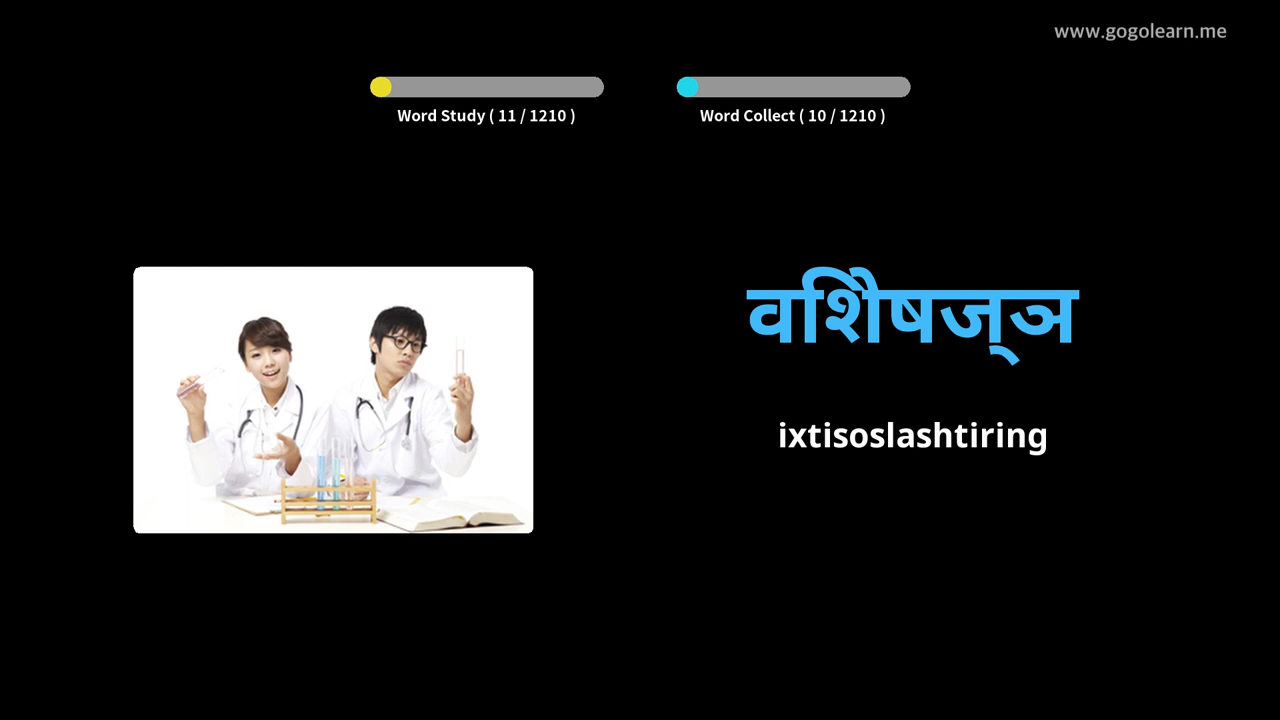 www.gogolearn.me
Word Study ( 11 / 1210 )
Word Collect ( 10 / 1210 )
वशिेषज्ञ
ixtisoslashtiring